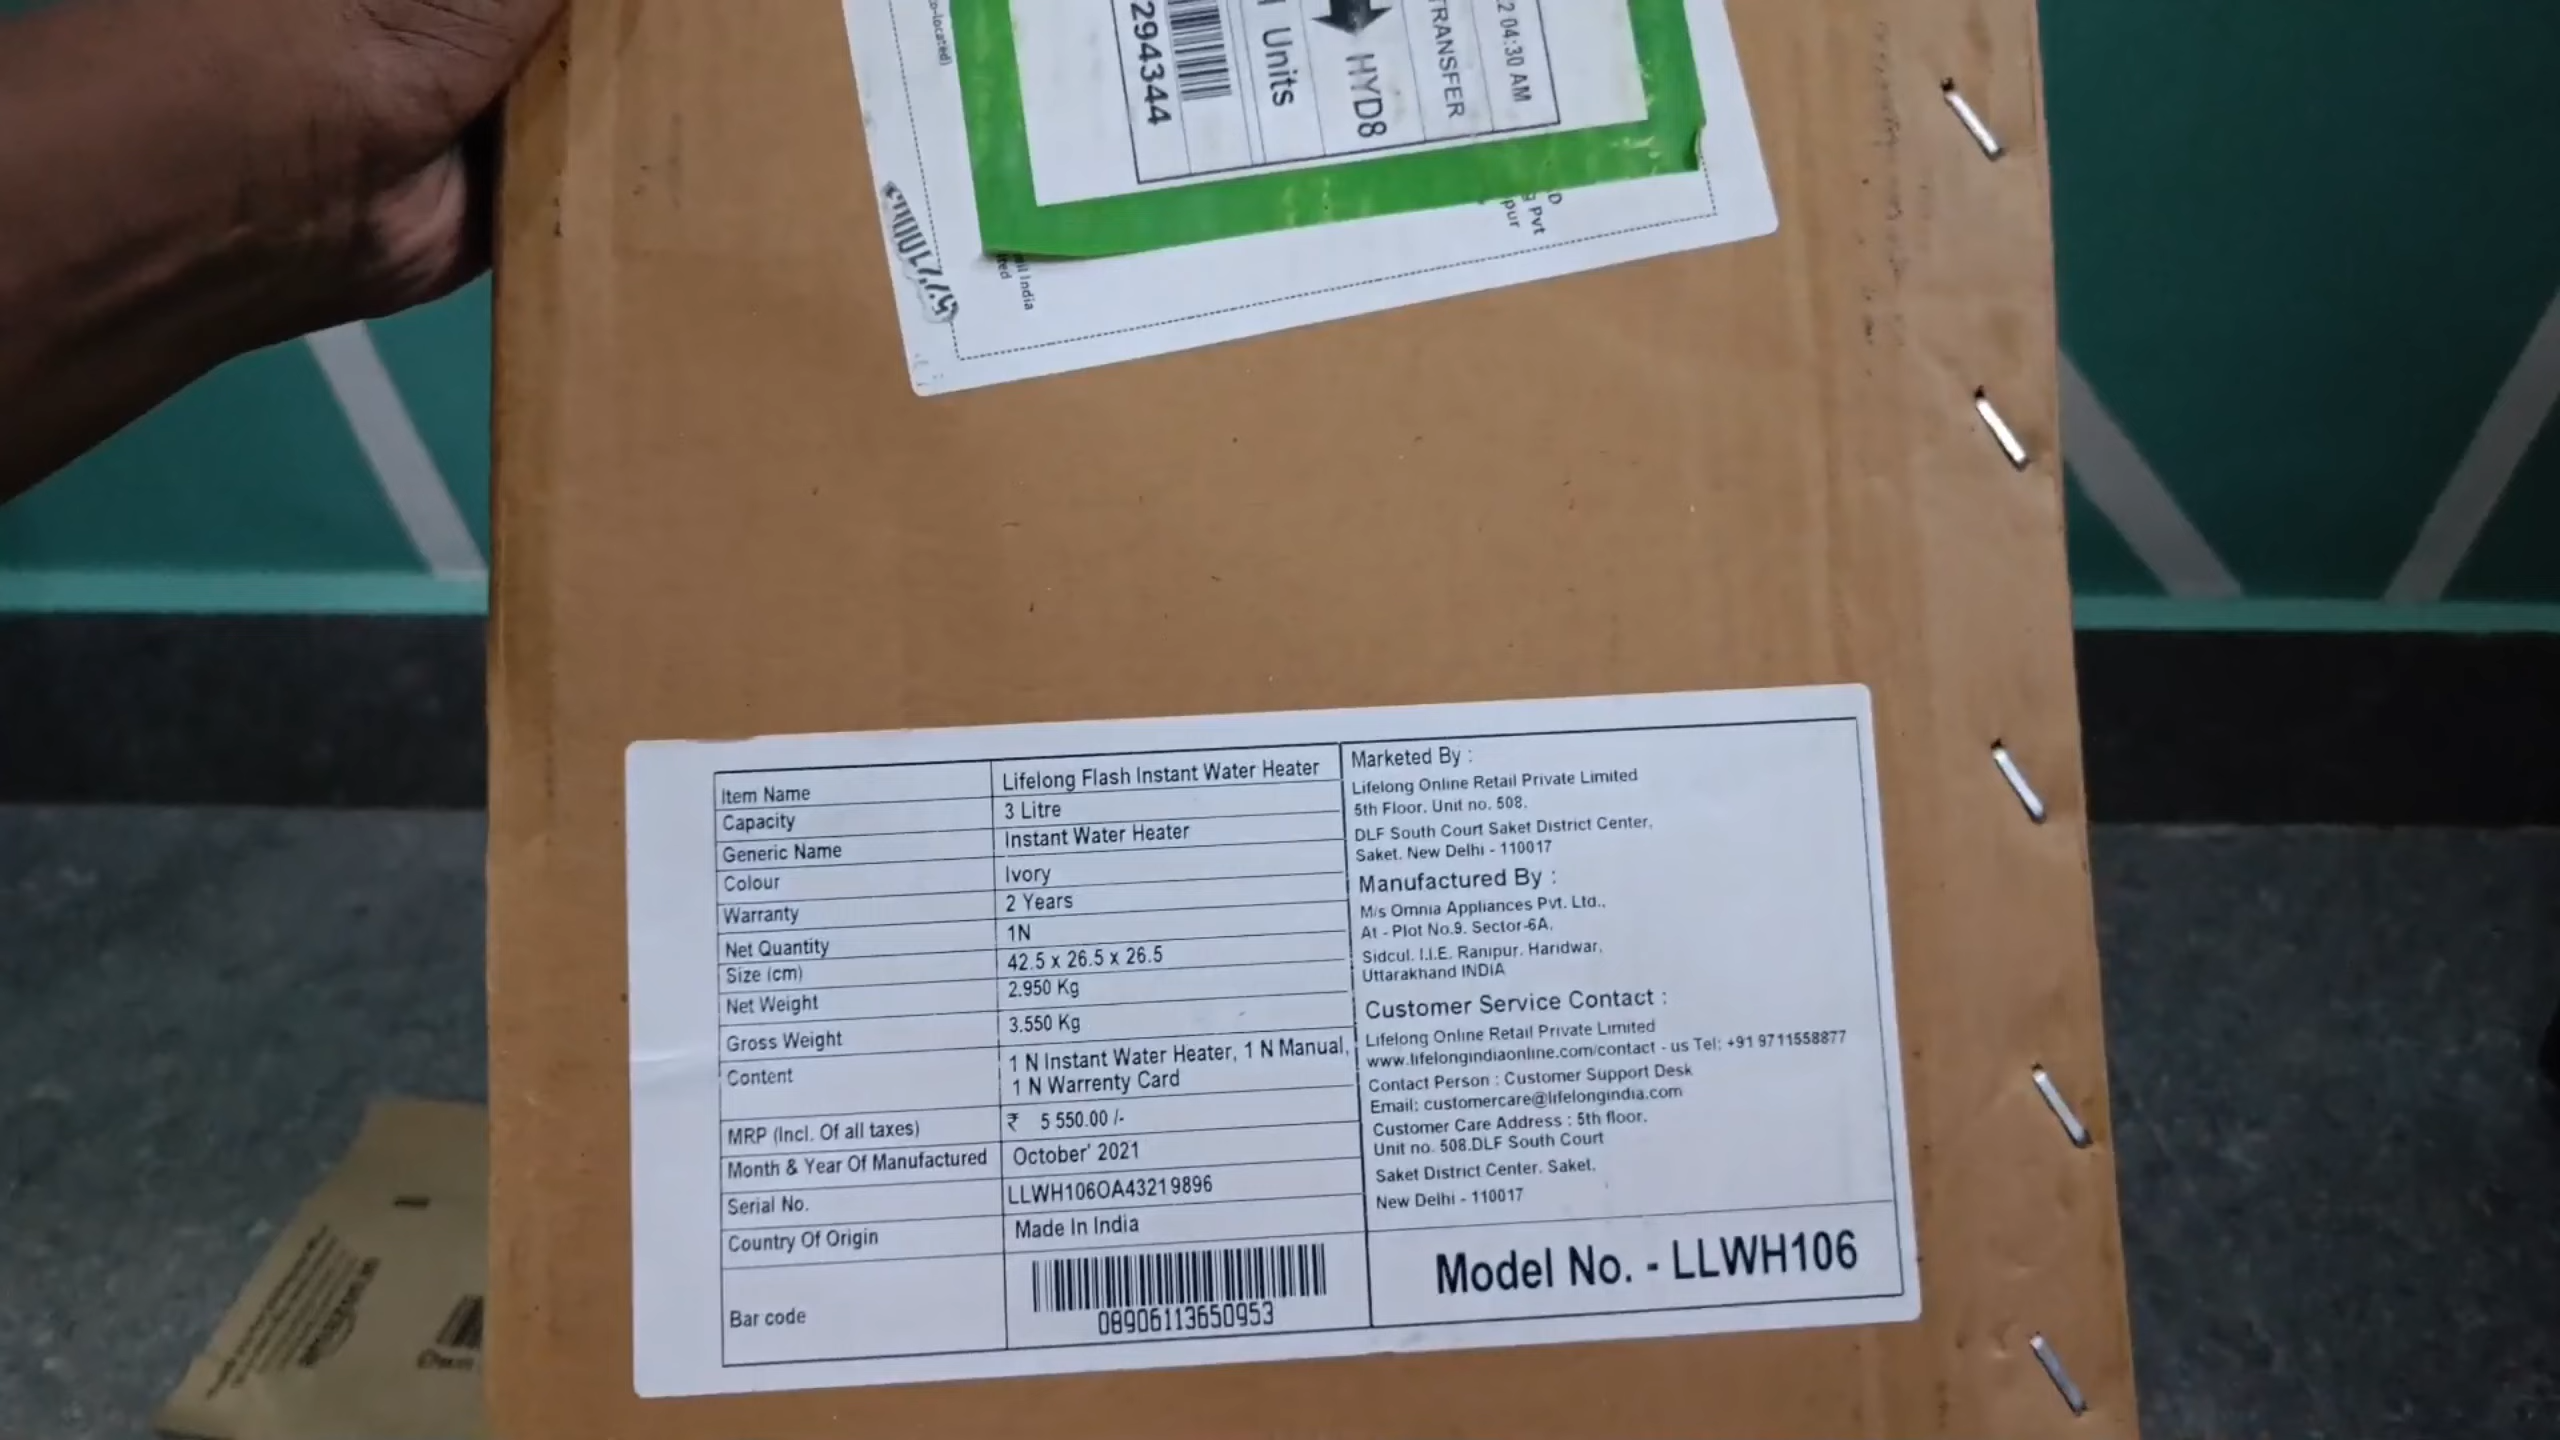 o-located)
294344
Units
HYD8
TRANSFER
2 04:30 AM
D
g Pvt
pur
il India
ited
Item Name Lifelong Flash Instant Water Heater
Capacity 3 Litre
Generic Name Instant Water Heater
Colour Ivory
Warranty 2 Years
Net Quantity 1N
Size (cm) 42.5 x 26.5 x 26.5
Net Weight 2.950 Kg
Gross Weight 3.550 Kg
Content 1 N Instant Water Heater, 1 N Manual,
1 N Warrenty Card
MRP (Incl. Of all taxes) ₹ 5 550.00 /-
Month & Year Of Manufactured October' 2021
Serial No. LLWH106OA43219896
Country Of Origin Made In India
Bar code 08906113650953
Marketed By :
Lifelong Online Retail Private Limited
5th Floor. Unit no. 508.
DLF South Court Saket District Center,
Saket. New Delhi - 110017
Manufactured By :
M/s Omnia Appliances Pvt. Ltd.,
At - Plot No.9. Sector-6A,
Sidcul. I.I.E. Ranipur. Haridwar,
Uttarakhand INDIA
Customer Service Contact :
Lifelong Online Retail Private Limited
www.lifelongindiaonline.com/contact - us Tel: +91 9711558877
Contact Person : Customer Support Desk
Email: customercare@lifelongindia.com
Customer Care Address : 5th floor.
Unit no. 508.DLF South Court
Saket District Center. Saket.
New Delhi - 110017
Model No. - LLWH106